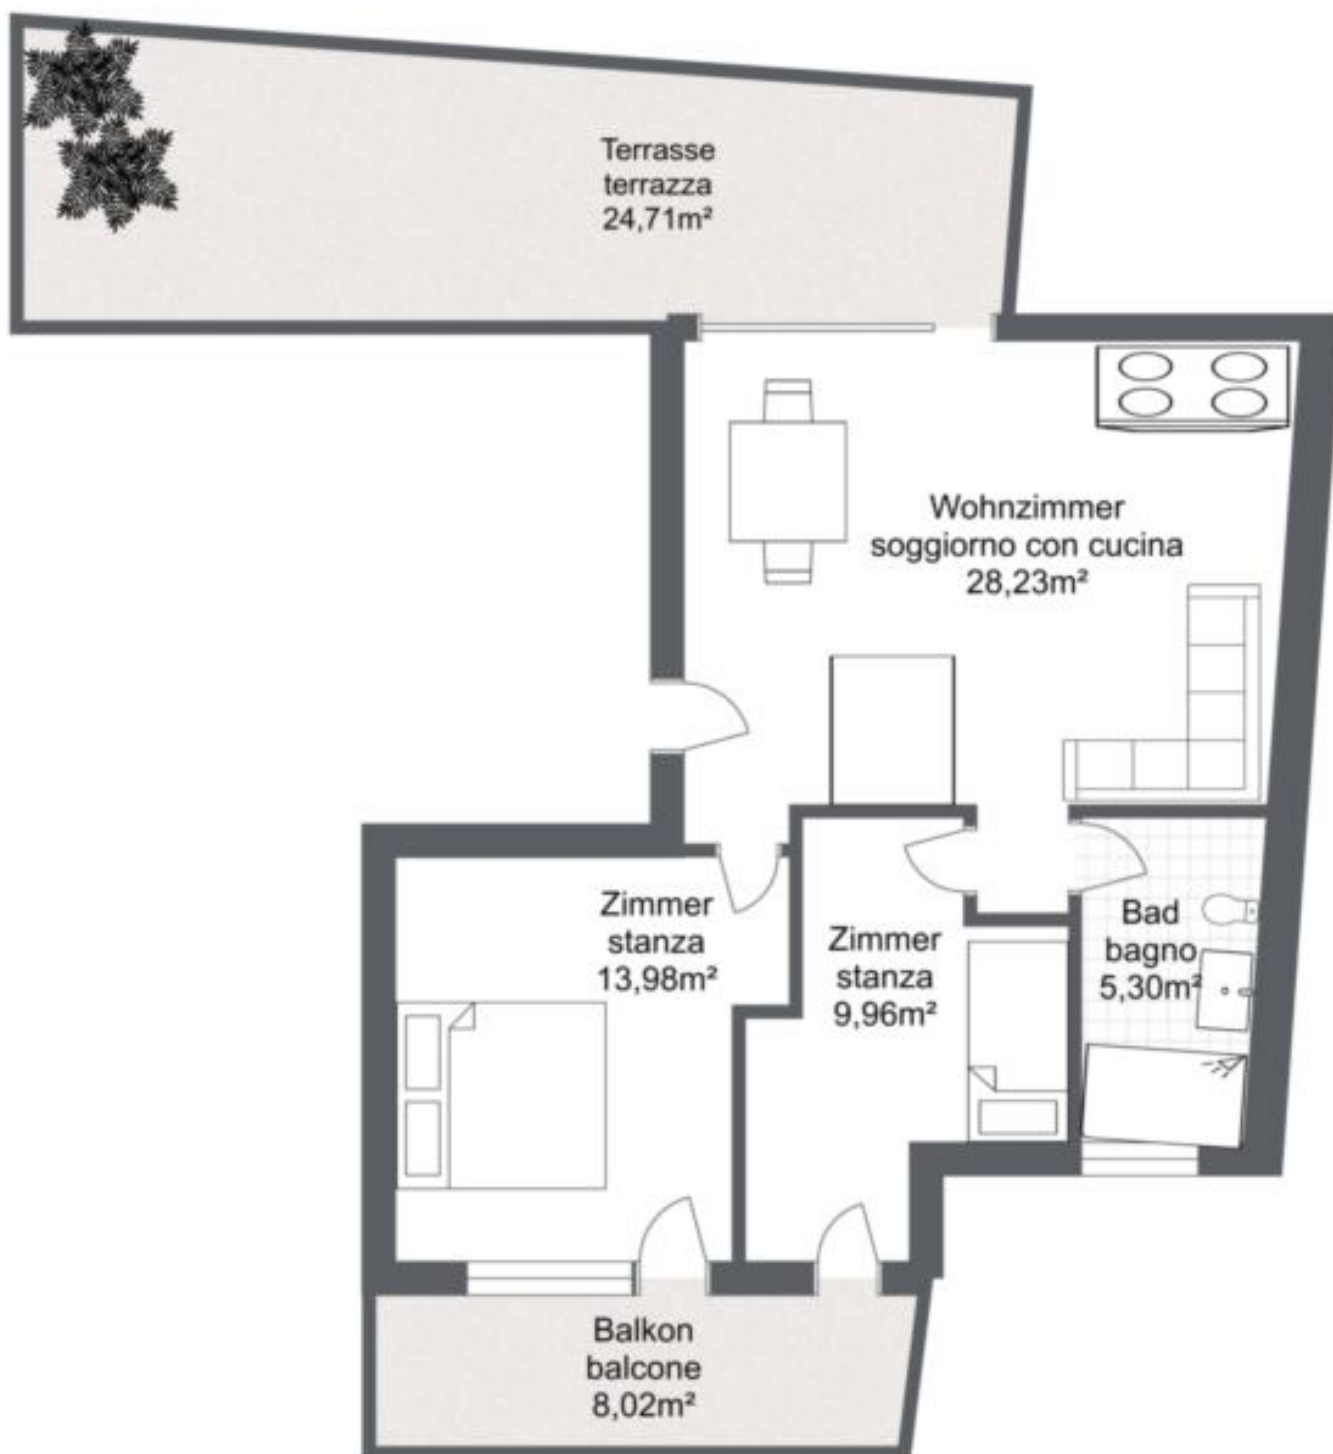 Terrasse
terrazza
24,71m²
Wohnzimmer
soggiorno con cucina
28,23m²
Zimmer
stanza
13,98m²
Zimmer
stanza
9,96m²
Bad
bagno
5,30m²
Balkon
balcone
8,02m²